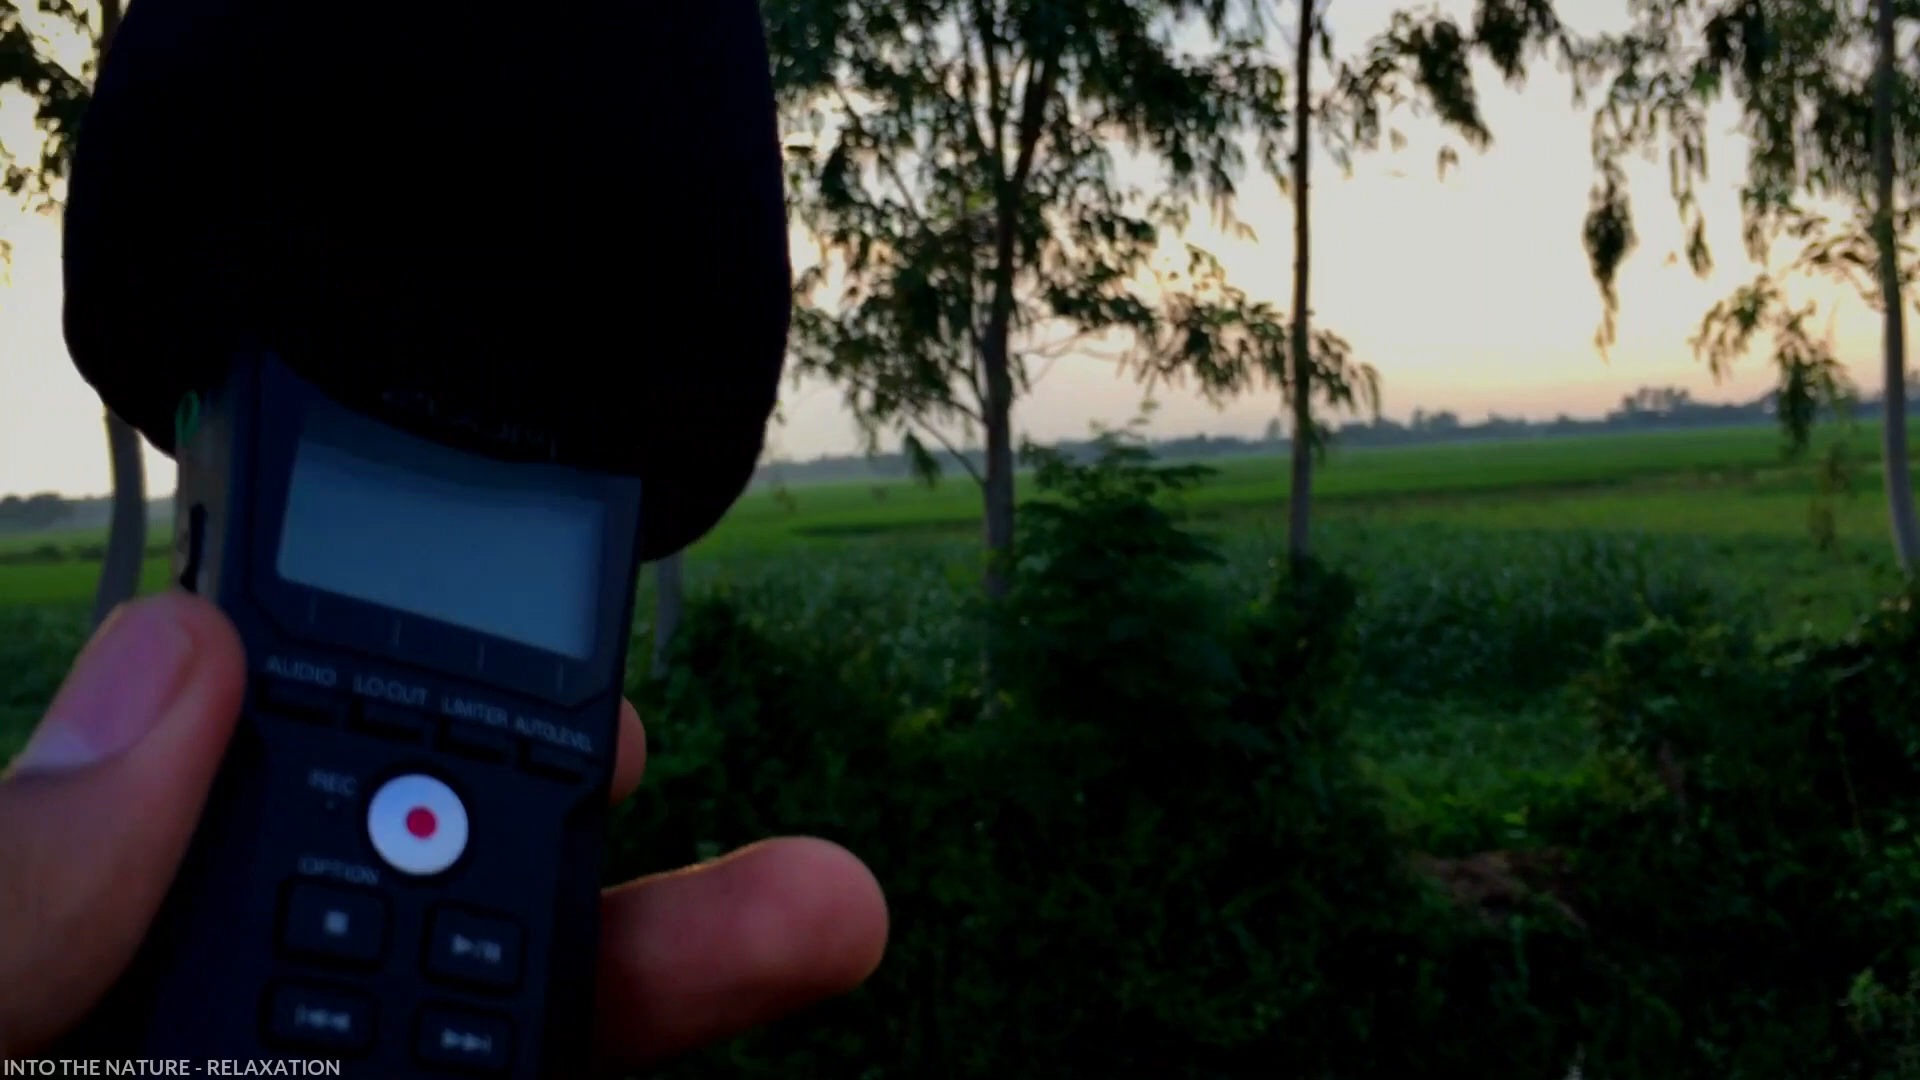 AUDIO LO CUT LIMITER AUTO LEVEL
REC
OPTION
INTO THE NATURE - RELAXATION